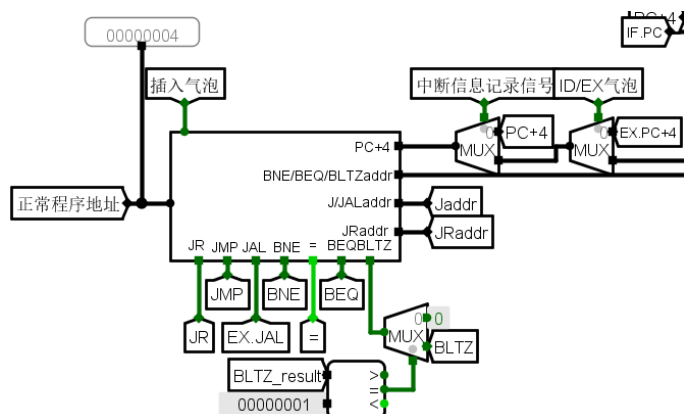 PC+4
IF.PC
00000004
插入气泡
中断信息记录信号
ID/EX气泡
0
PC+4
MUX
0
EX.PC+4
MUX
PC+4
BNE/BEQ/BLTZaddr
正常程序地址
J/JALaddr
Jaddr
JRaddr
JRaddr
JR JMP JAL BNE = BEQBLTZ
JMP
BNE
BEQ
JR
EX.JAL
=
0
0
MUX
BLTZ
BLTZ_result
>
=
<
00000001